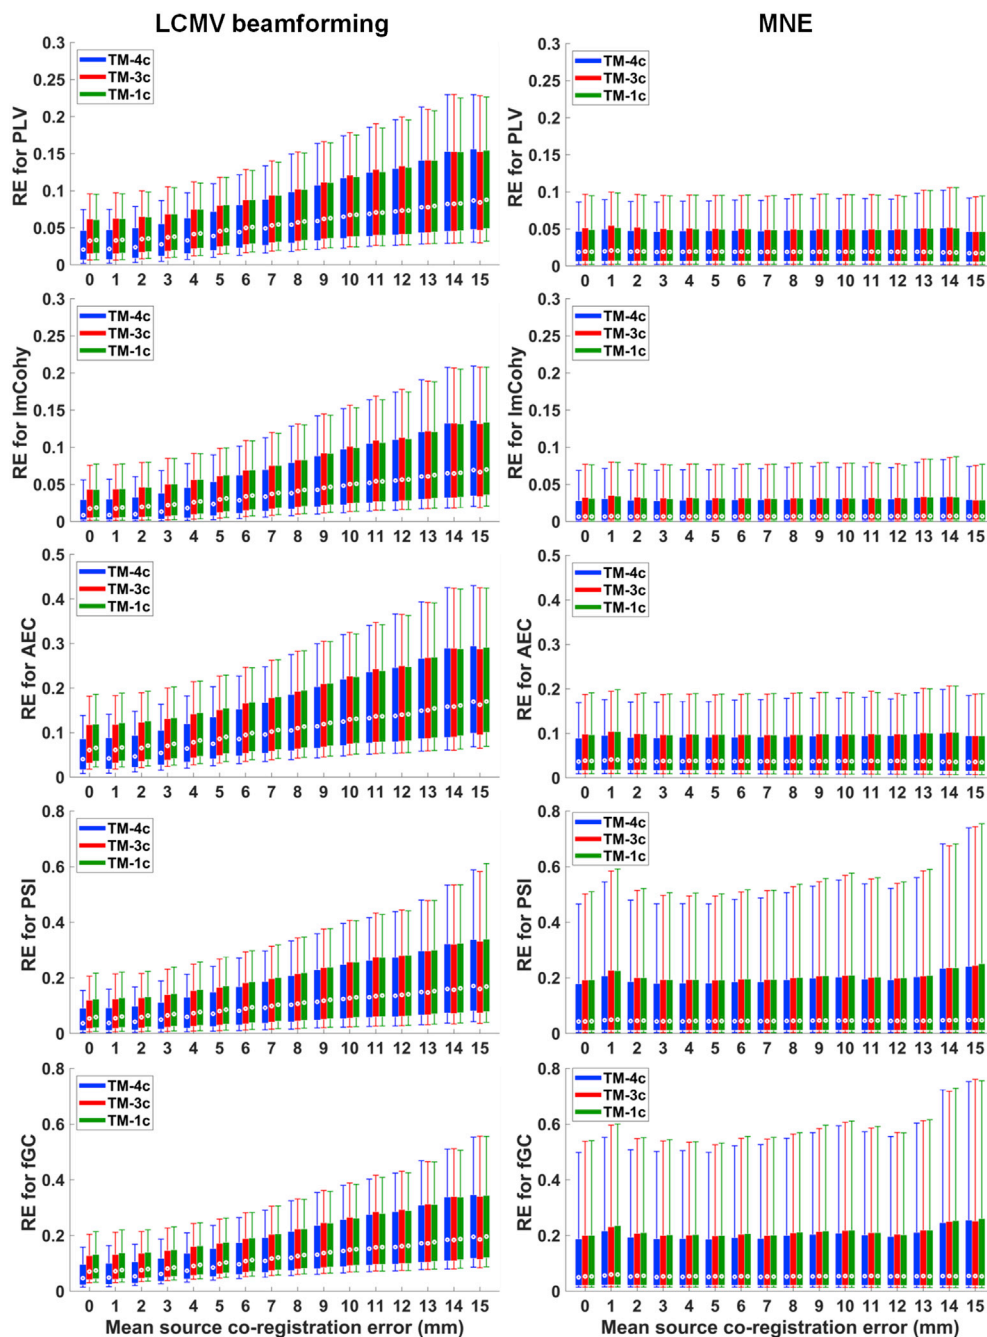 LCMV beamforming
MNE
RE for PLV
0.3
0.25
0.2
0.15
0.1
0.05
0
TM-4c
TM-3c
TM-1c
0 1 2 3 4 5 6 7 8 9 10 11 12 13 14 15
RE for PLV
0.3
0.25
0.2
0.15
0.1
0.05
0
TM-4c
TM-3c
TM-1c
0 1 2 3 4 5 6 7 8 9 10 11 12 13 14 15
RE for ImCohy
0.3
0.25
0.2
0.15
0.1
0.05
0
TM-4c
TM-3c
TM-1c
0 1 2 3 4 5 6 7 8 9 10 11 12 13 14 15
RE for ImCohy
0.3
0.25
0.2
0.15
0.1
0.05
0
TM-4c
TM-3c
TM-1c
0 1 2 3 4 5 6 7 8 9 10 11 12 13 14 15
RE for AEC
0.5
0.4
0.3
0.2
0.1
0
TM-4c
TM-3c
TM-1c
0 1 2 3 4 5 6 7 8 9 10 11 12 13 14 15
RE for AEC
0.5
0.4
0.3
0.2
0.1
0
TM-4c
TM-3c
TM-1c
0 1 2 3 4 5 6 7 8 9 10 11 12 13 14 15
RE for PSI
0.8
0.6
0.4
0.2
0
TM-4c
TM-3c
TM-1c
0 1 2 3 4 5 6 7 8 9 10 11 12 13 14 15
RE for PSI
0.8
0.6
0.4
0.2
0
TM-4c
TM-3c
TM-1c
0 1 2 3 4 5 6 7 8 9 10 11 12 13 14 15
RE for fGC
0.8
0.6
0.4
0.2
0
TM-4c
TM-3c
TM-1c
0 1 2 3 4 5 6 7 8 9 10 11 12 13 14 15
Mean source co-registration error (mm)
RE for fGC
0.8
0.6
0.4
0.2
0
TM-4c
TM-3c
TM-1c
0 1 2 3 4 5 6 7 8 9 10 11 12 13 14 15
Mean source co-registration error (mm)